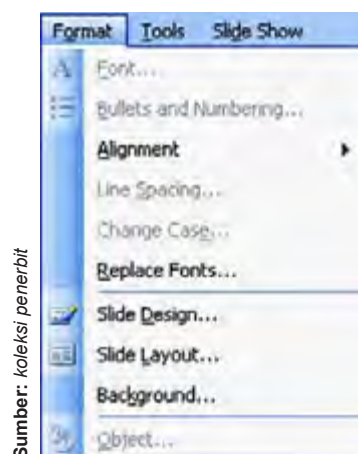 Format Tools Slide Show
Font...
Bullets and Numbering...
Alignment
Line Spacing...
Change Case...
Replace Fonts...
Slide Design...
Slide Layout...
Background...
Object...
Sumber: koleksi penerbit